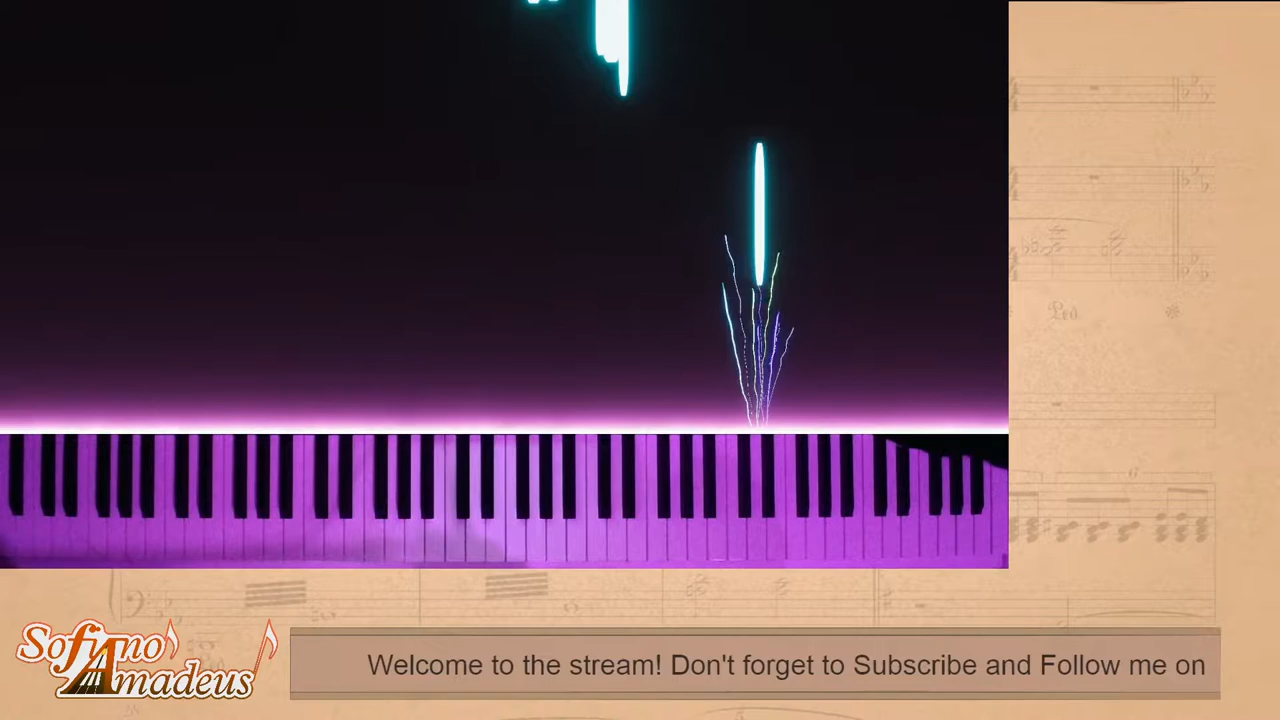 Sofiano
Amadeus
Welcome to the stream! Don't forget to Subscribe and Follow me on